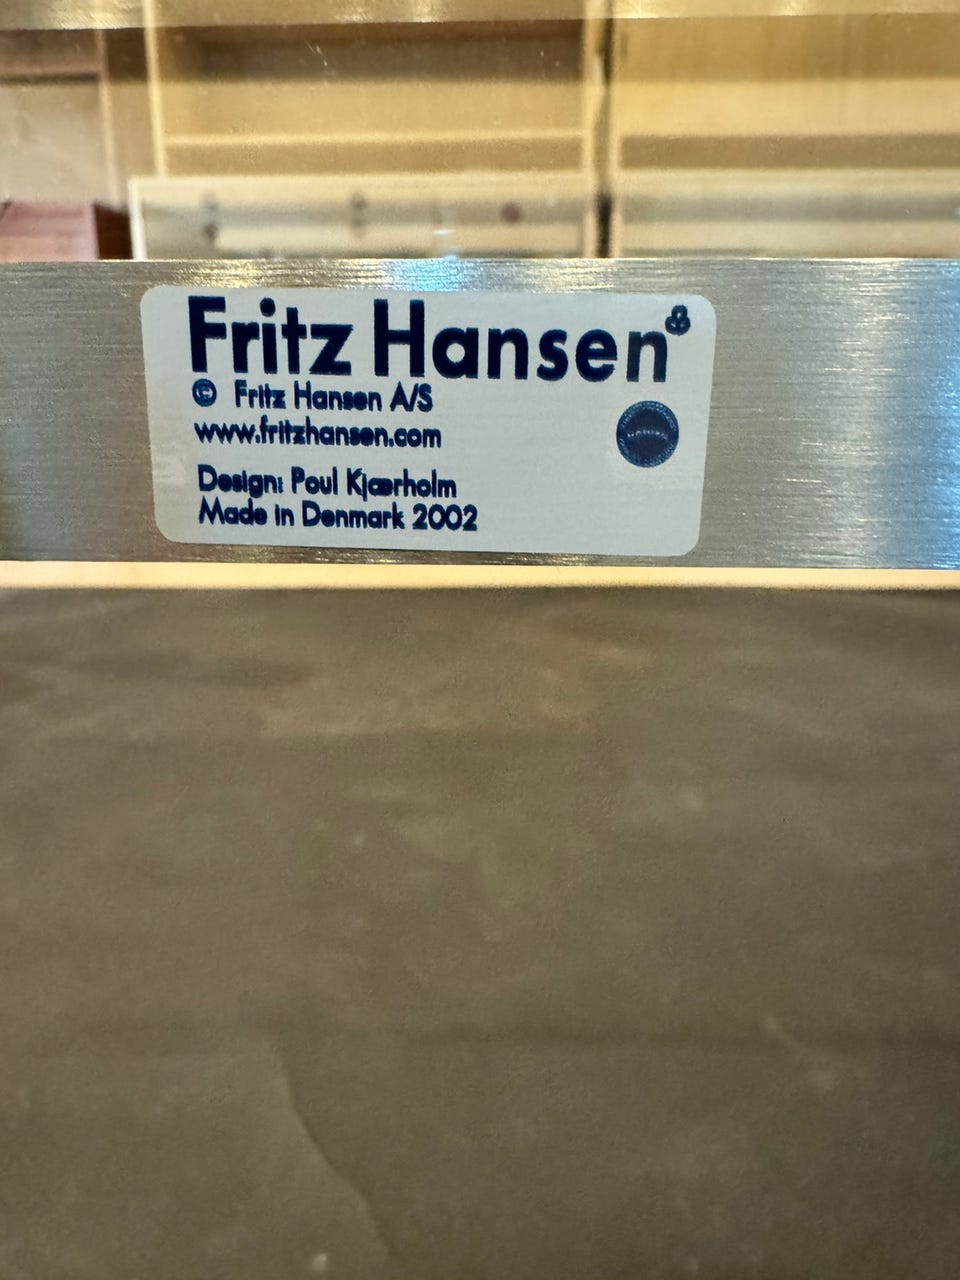 Fritz Hansen
© Fritz Hansen A/S
www.fritzhansen.com
Design: Poul Kjærholm
Made in Denmark 2002